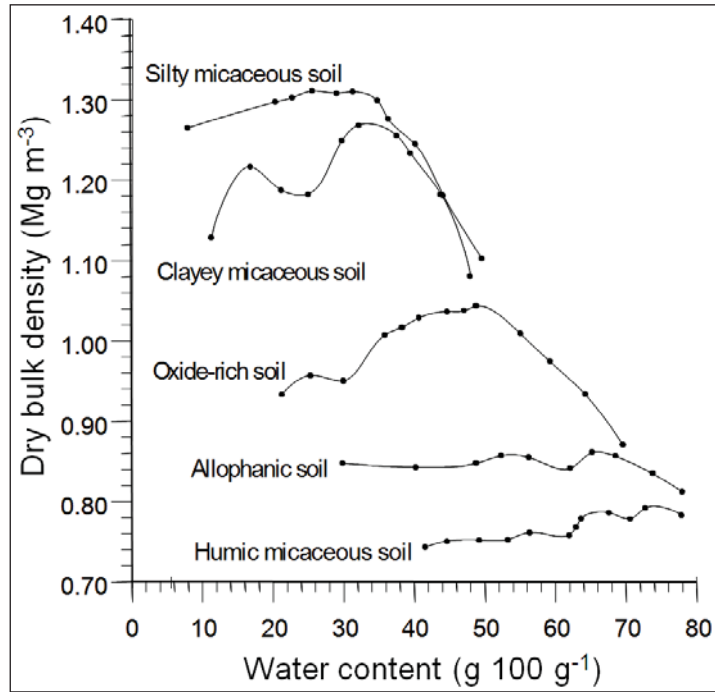 1.40
1.30
1.20
1.10
1.00
0.90
0.80
0.70
Dry bulk density (Mg m-3)
Silty micaceous soil
Clayey micaceous soil
Oxide-rich soil
Allophanic soil
Humic micaceous soil
0 10 20 30 40 50 60 70 80
Water content (g 100 g-1)